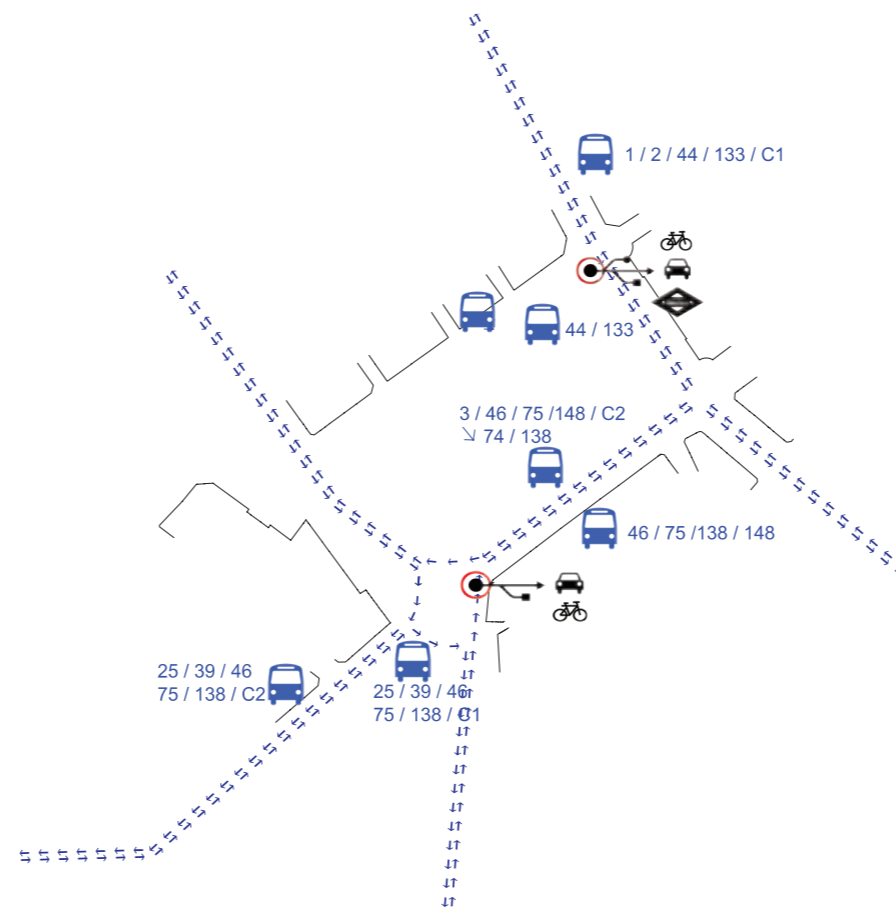 1 / 2 / 44 / 133 / C1
44 / 133
3 / 46 / 75 /148 / C2
74 / 138
46 / 75 /138 / 148
25 / 39 / 46
75 / 138 / C2
25 / 39 / 46
75 / 138 / C1